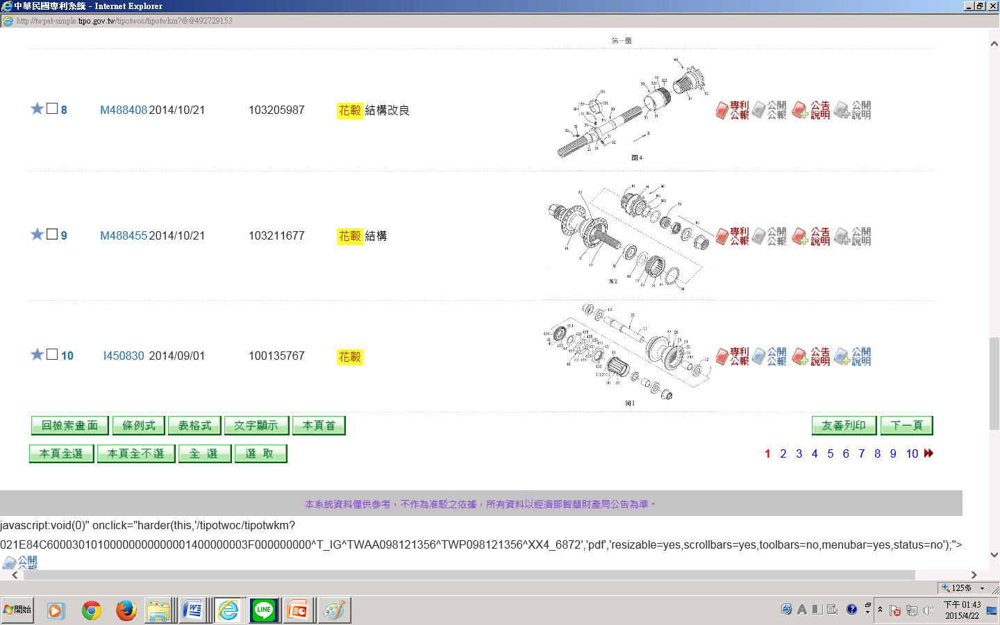 中華民國專利系統 - Internet Explorer
http://twpat-simple.tipo.gov.tw/tipotwoc/tipotwkm?@@492729153
第一圖
8 M488408 2014/10/21 103205987 花轂 結構改良 專利公報 公開公報 公告說明 公開說明
圖 4
9 M488455 2014/10/21 103211677 花轂 結構 專利公報 公開公報 公告說明 公開說明
圖2
10 I450830 2014/09/01 100135767 花轂 專利公報 公開公報 公告說明 公開說明
圖1
回檢索畫面 條例式 表格式 文字顯示 本頁首 友善列印 下一頁
本頁全選 本頁全不選 全 選 選 取 1 2 3 4 5 6 7 8 9 10
本系統資料僅供參考，不作為准駁之依據，所有資料以經濟部智慧財產局公告為準。
javascript:void(0)" onclick="harder(this,'/tipotwoc/tipotwkm?
021E84C6000301010000000000001400000003F000000000^T_IG^TWAA098121356^TWP098121356^XX4_6872','pdf','resizable=yes,scrollbars=yes,toolbars=no,menubar=yes,status=no');">
公開公報
125%
開始 LINE 下午 01:43
2015/4/22